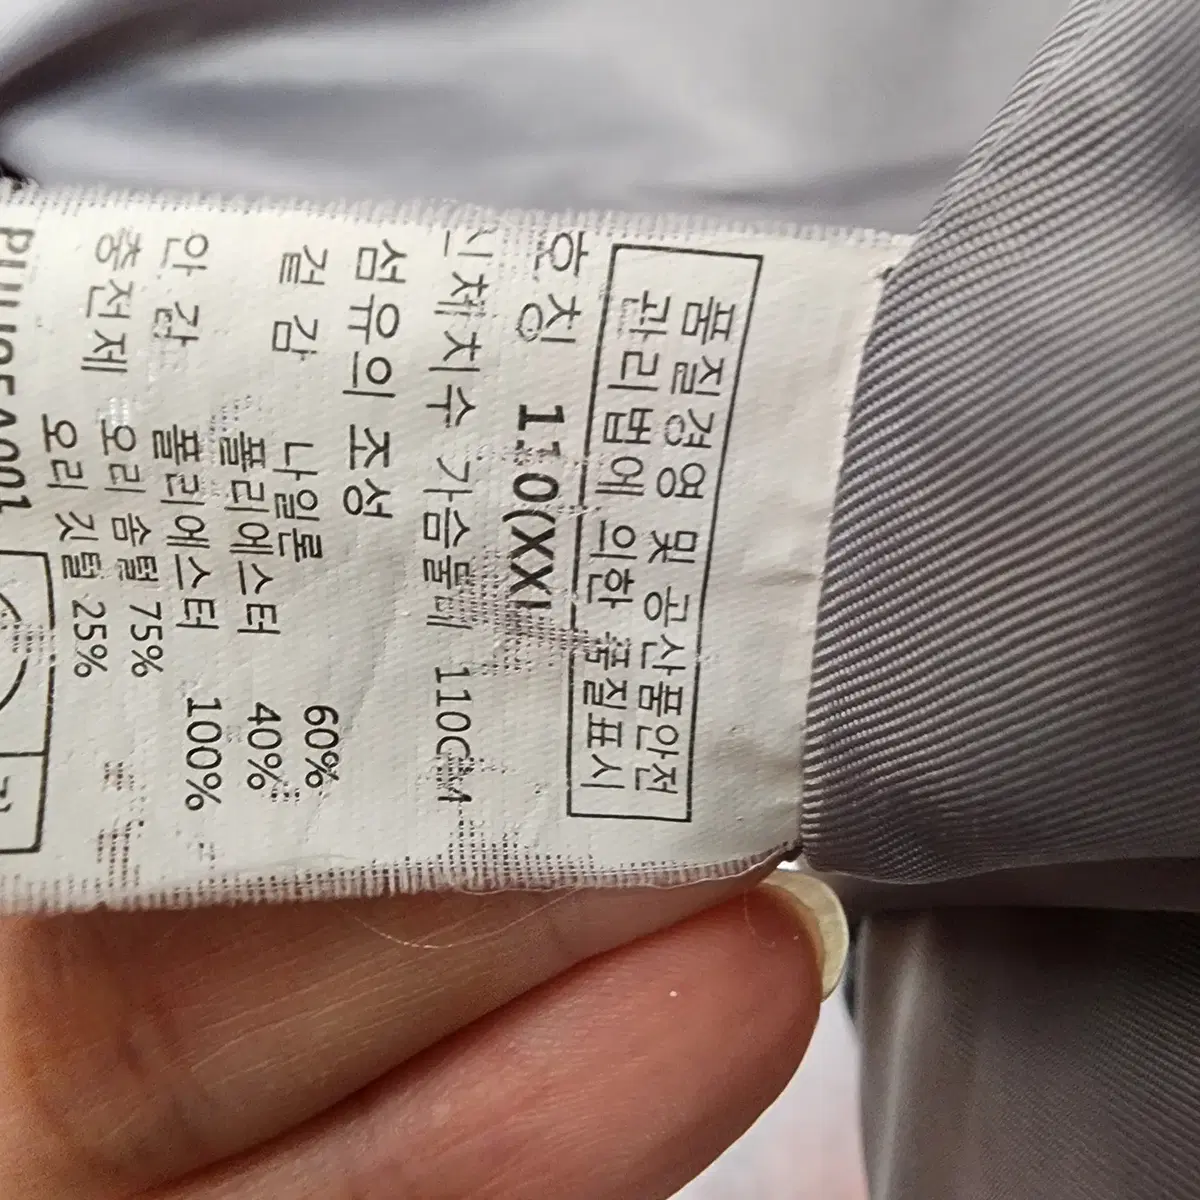 품질경영 및 공산품안전
관리법에 의한 품질표시
호칭 110(XXL
신체치수 가슴둘레 110CM
섬유의 조성
겉감 나일론 60%
폴리에스터 40%
안감 폴리에스터 100%
충전제 오리 솜털 75%
오리 깃털 25%